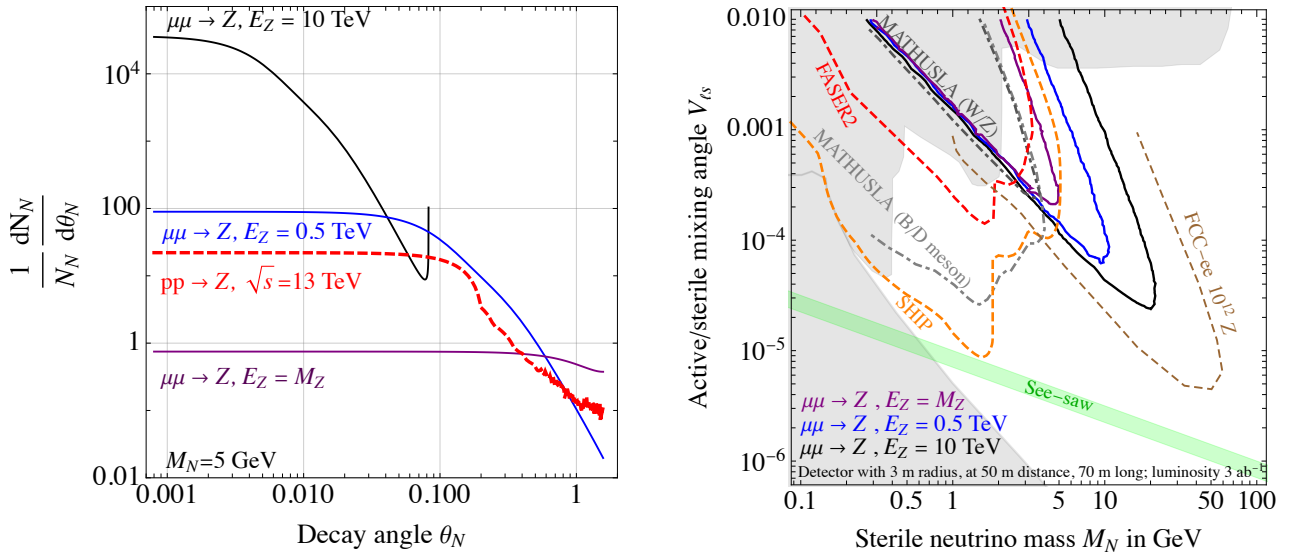 μμ → Z, E_Z = 10 TeV
10⁴
100
μμ → Z, E_Z = 0.5 TeV
pp → Z, √s =13 TeV
1
μμ → Z, E_Z = M_Z
M_N=5 GeV
0.01
0.001 0.010 0.100 1
Decay angle θ_N
1/N_N dN_N/dθ_N
0.010
0.001
10⁻⁴
10⁻⁵
10⁻⁶
Active/sterile mixing angle V_ℓs
MATHUSLA (W/Z)
FASER2
MATHUSLA (B/D meson)
SHIP
FCC-ee 10¹² Z
See-saw
μμ → Z , E_Z = M_Z
μμ → Z , E_Z = 0.5 TeV
μμ → Z , E_Z = 10 TeV
Detector with 3 m radius, at 50 m distance, 70 m long; luminosity 3 ab⁻¹
0.1 0.5 1 5 10 50 100
Sterile neutrino mass M_N in GeV